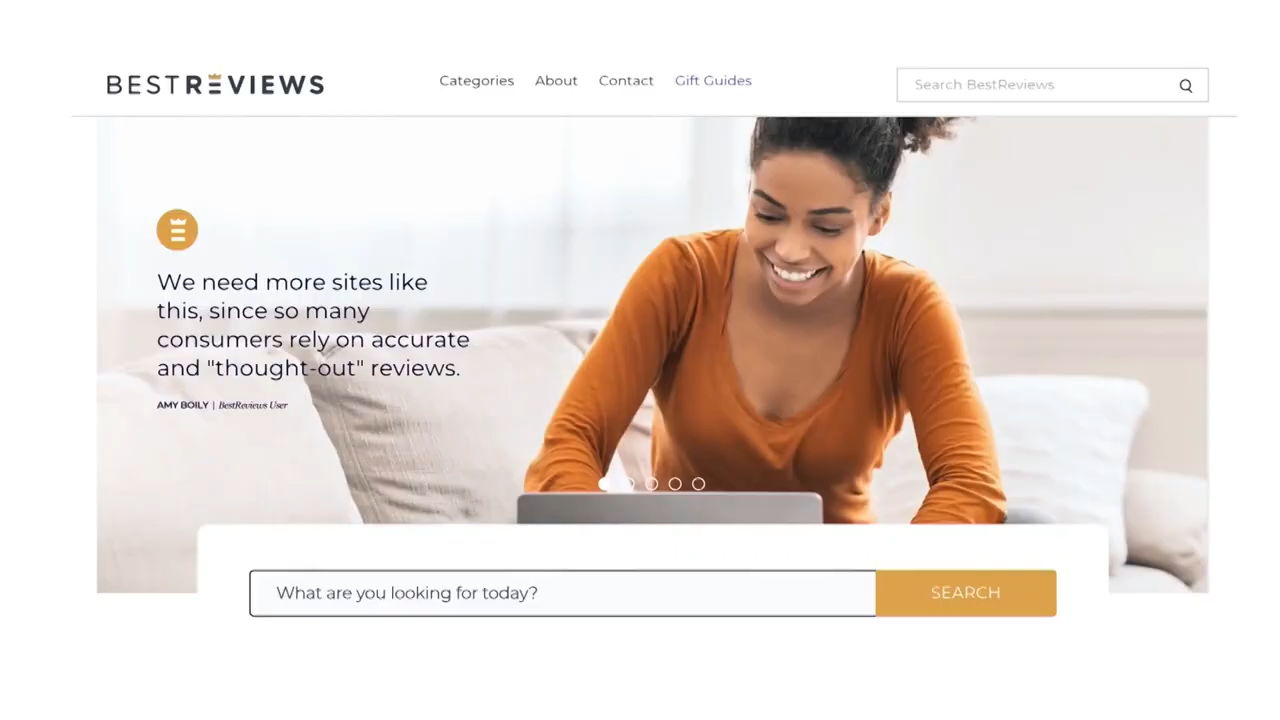 BESTREVIEWS
Categories About Contact Gift Guides
Search BestReviews
We need more sites like
this, since so many
consumers rely on accurate
and "thought-out" reviews.
AMY BOILY | BestReviews User
What are you looking for today?
SEARCH